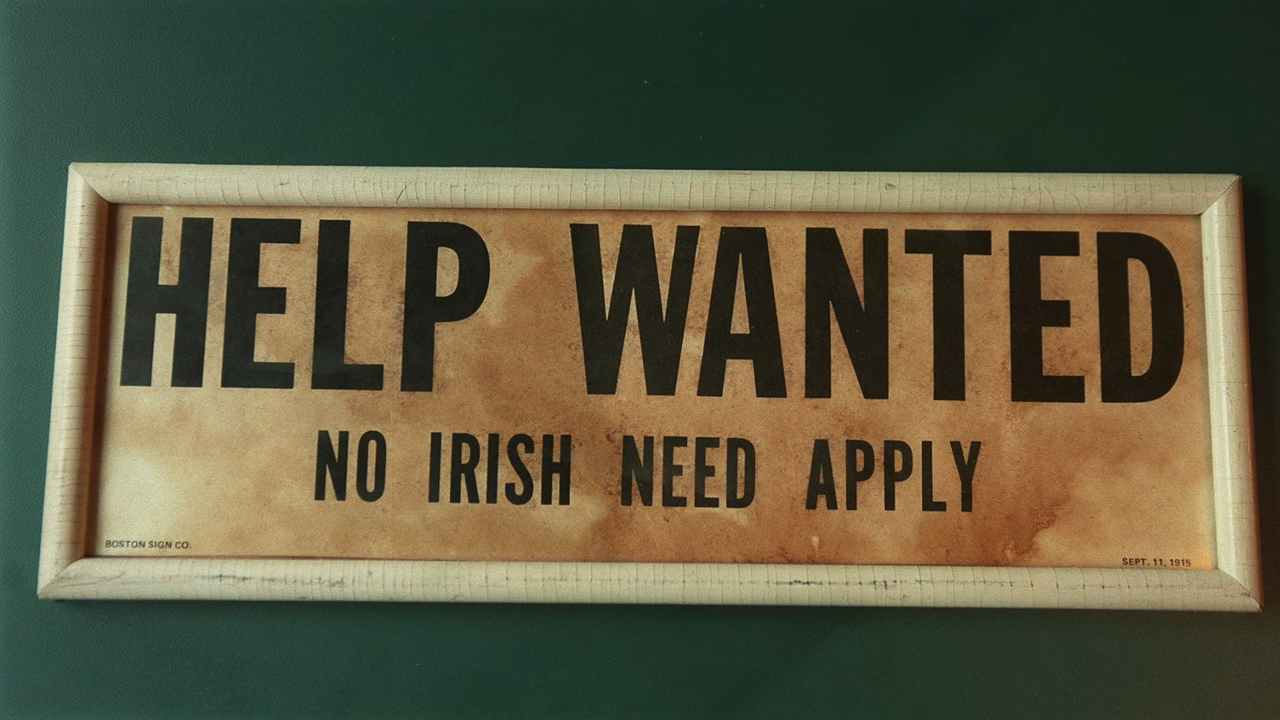 HELP WANTED
NO IRISH NEED APPLY
BOSTON SIGN CO.
SEPT. 11, 1915